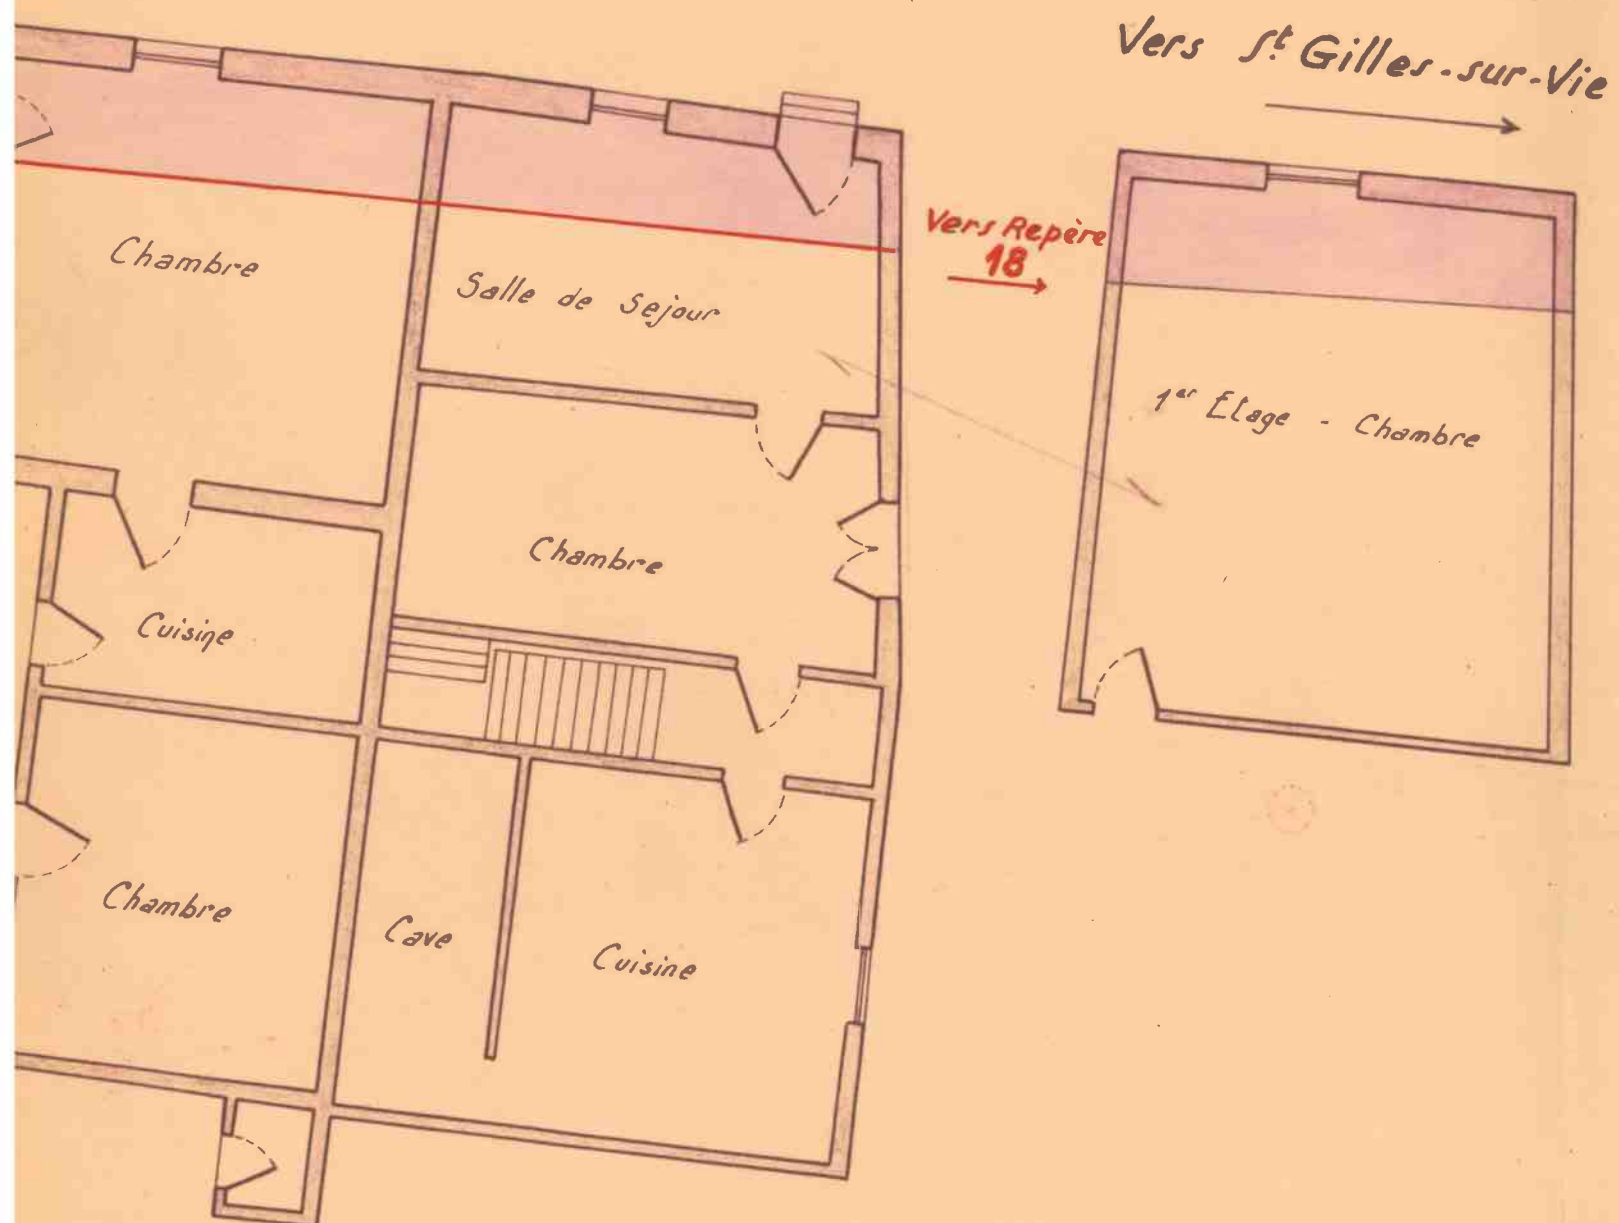 Vers St Gilles-sur-Vie
Vers Repère
18
Chambre
Salle de Sejour
1er Etage - Chambre
Chambre
Cuisine
Chambre
Cave
Cuisine